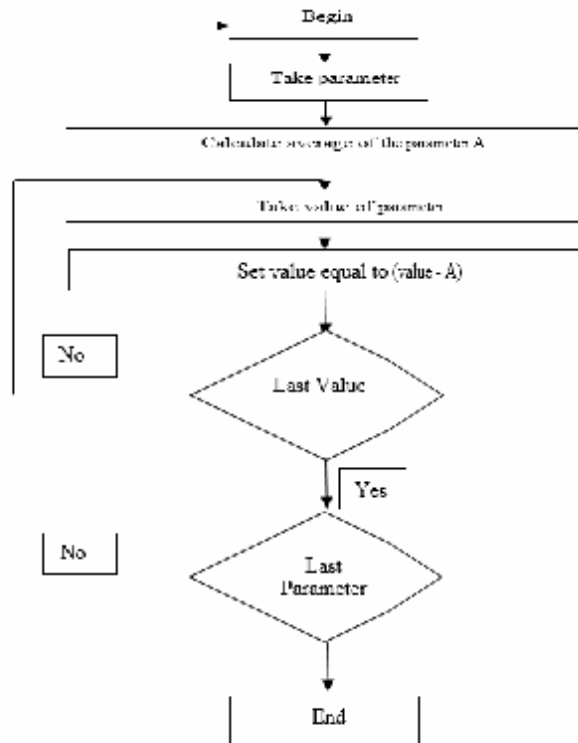 Begin
Take parameter
Calculate average of the parameter A
Take value of parameter
Set value equal to (value - A)
No
Last Value
Yes
No
Last
Parameter
End